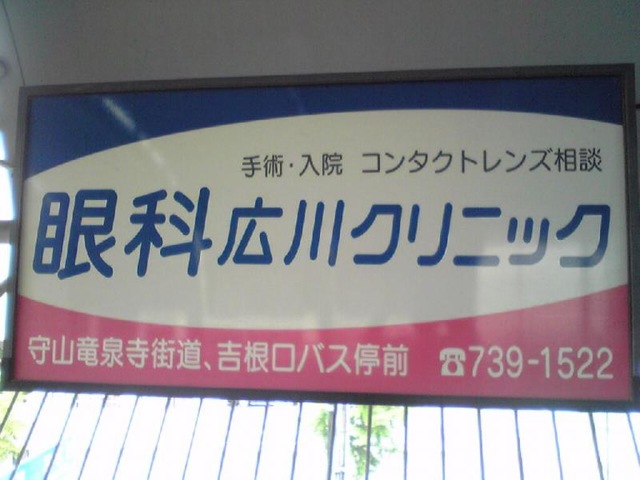 手術・入院 コンタクトレンズ相談
眼科広川クリニック
守山竜泉寺街道、吉根口バス停前 ☎739-1522